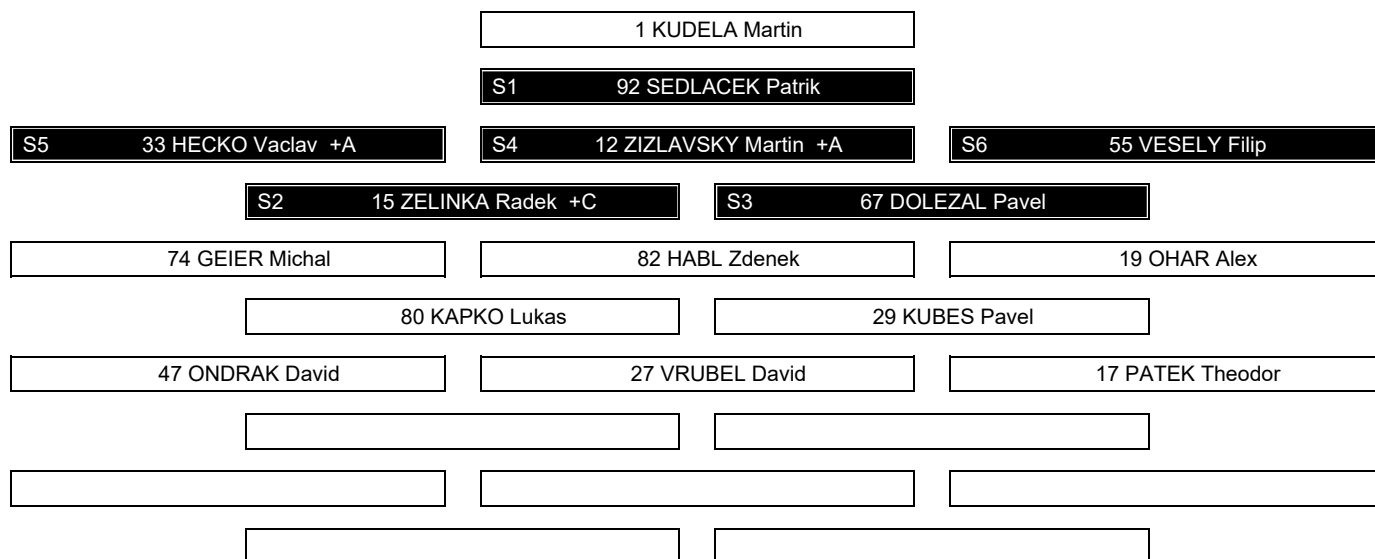 1 KUDELA Martin
S1 92 SEDLACEK Patrik
S5 33 HECKO Vaclav +A S4 12 ZIZLAVSKY Martin +A S6 55 VESELY Filip
S2 15 ZELINKA Radek +C S3 67 DOLEZAL Pavel
74 GEIER Michal 82 HABL Zdenek 19 OHAR Alex
80 KAPKO Lukas 29 KUBES Pavel
47 ONDRAK David 27 VRUBEL David 17 PATEK Theodor